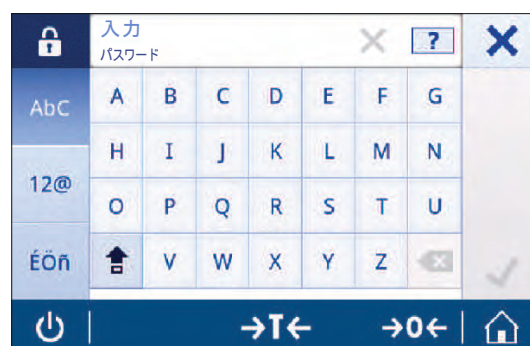 入力
パスワード
?
AbC
A B C D E F G
H I J K L M N
12@
O P Q R S T U
ÉÖñ
V W X Y Z
→T← →0←